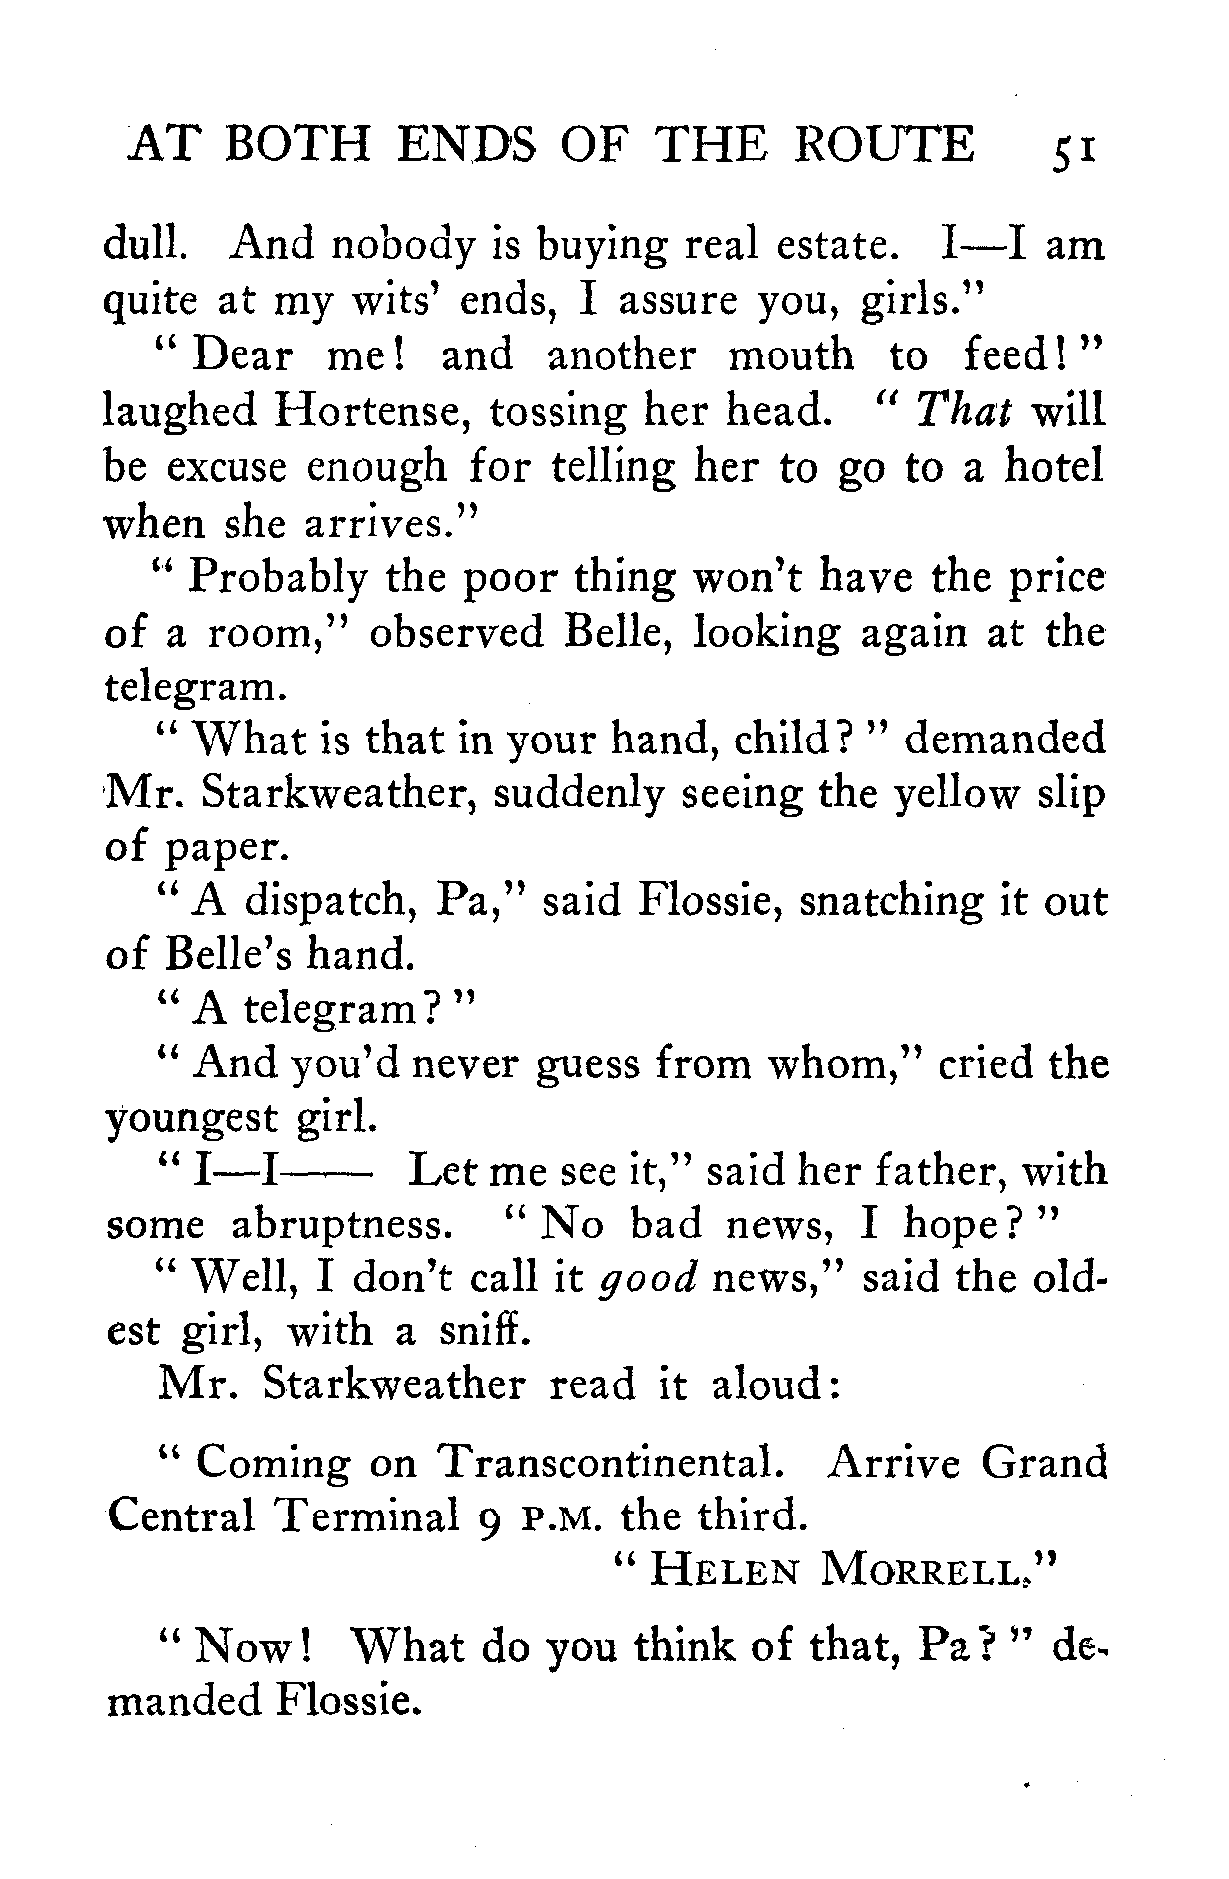 AT BOTH ENDS OF THE ROUTE 51
dull. And nobody is buying real estate. I—I am
quite at my wits' ends, I assure you, girls."
" Dear me! and another mouth to feed! "
laughed Hortense, tossing her head. " That will
be excuse enough for telling her to go to a hotel
when she arrives."
" Probably the poor thing won't have the price
of a room," observed Belle, looking again at the
telegram.
" What is that in your hand, child? " demanded
Mr. Starkweather, suddenly seeing the yellow slip
of paper.
" A dispatch, Pa," said Flossie, snatching it out
of Belle's hand.
" A telegram? "
" And you'd never guess from whom," cried the
youngest girl.
" I—I—— Let me see it," said her father, with
some abruptness. " No bad news, I hope? "
" Well, I don't call it good news," said the old-
est girl, with a sniff.
Mr. Starkweather read it aloud:
" Coming on Transcontinental. Arrive Grand
Central Terminal 9 P.M. the third.
" HELEN MORRELL."
" Now! What do you think of that, Pa? " de-
manded Flossie.